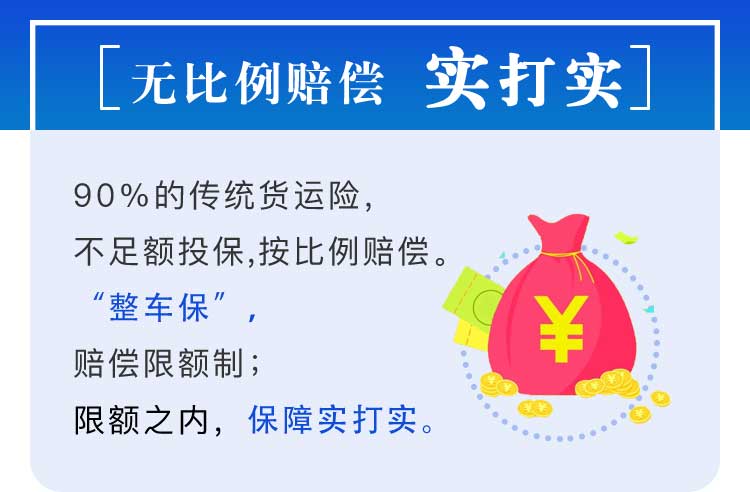 [无比例赔偿 实打实]
90%的传统货运险，
不足额投保,按比例赔偿。
“整车保”，
赔偿限额制；
限额之内，保障实打实。
¥